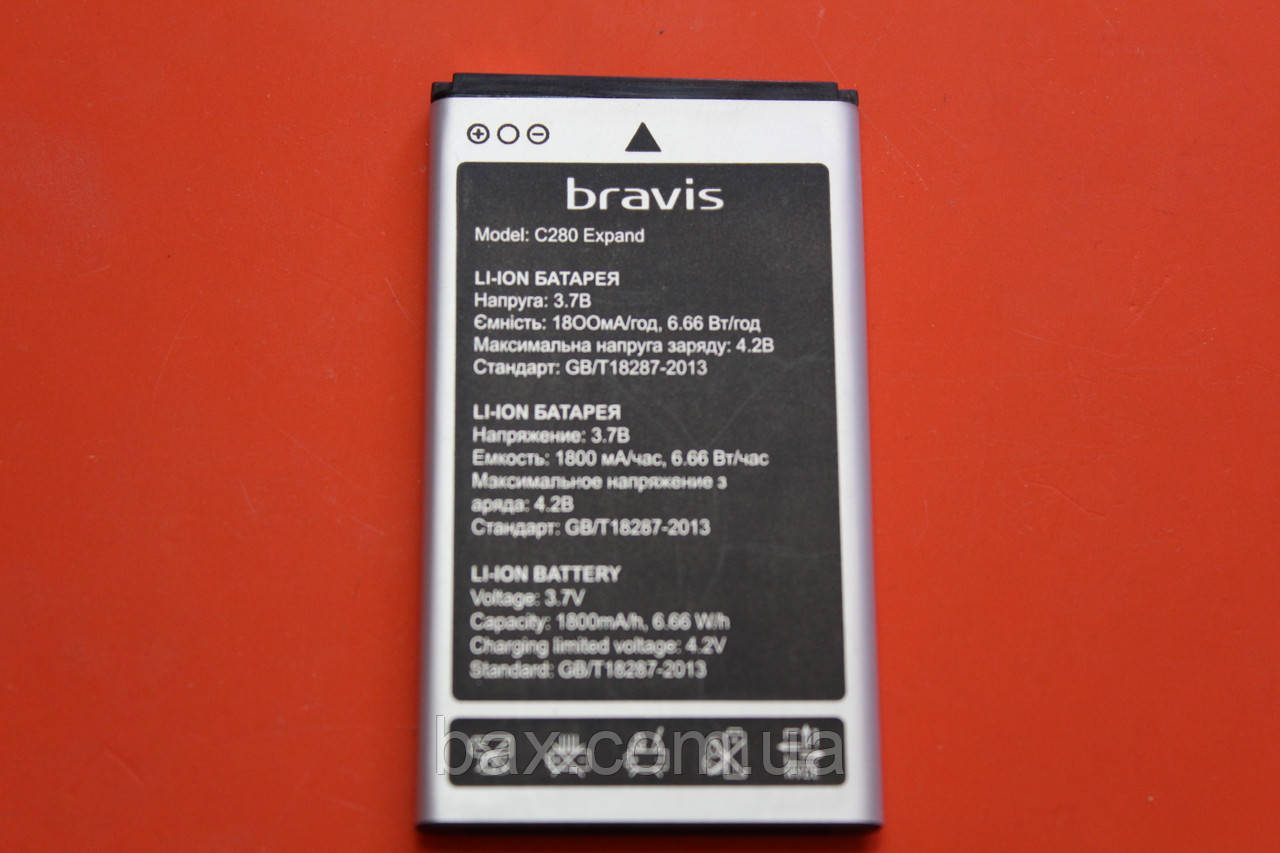 bravis
Model: C280 Expand
LI-ION БАТАРЕЯ
Напруга: 3.7В
Ємність: 18OOмА/год, 6.66 Вт/год
Максимальна напруга заряду: 4.2В
Стандарт: GB/T18287-2013
LI-ION БАТАРЕЯ
Напряжение: 3.7В
Емкость: 1800 мА/час, 6.66 Вт/час
Максимальное напряжение з
аряда: 4.2В
Стандарт: GB/T18287-2013
LI-ION BATTERY
Voltage: 3.7V
Capacity: 1800mA/h, 6.66 W/h
Charging limited voltage: 4.2V
Standard: GB/T18287-2013
bax.com.ua